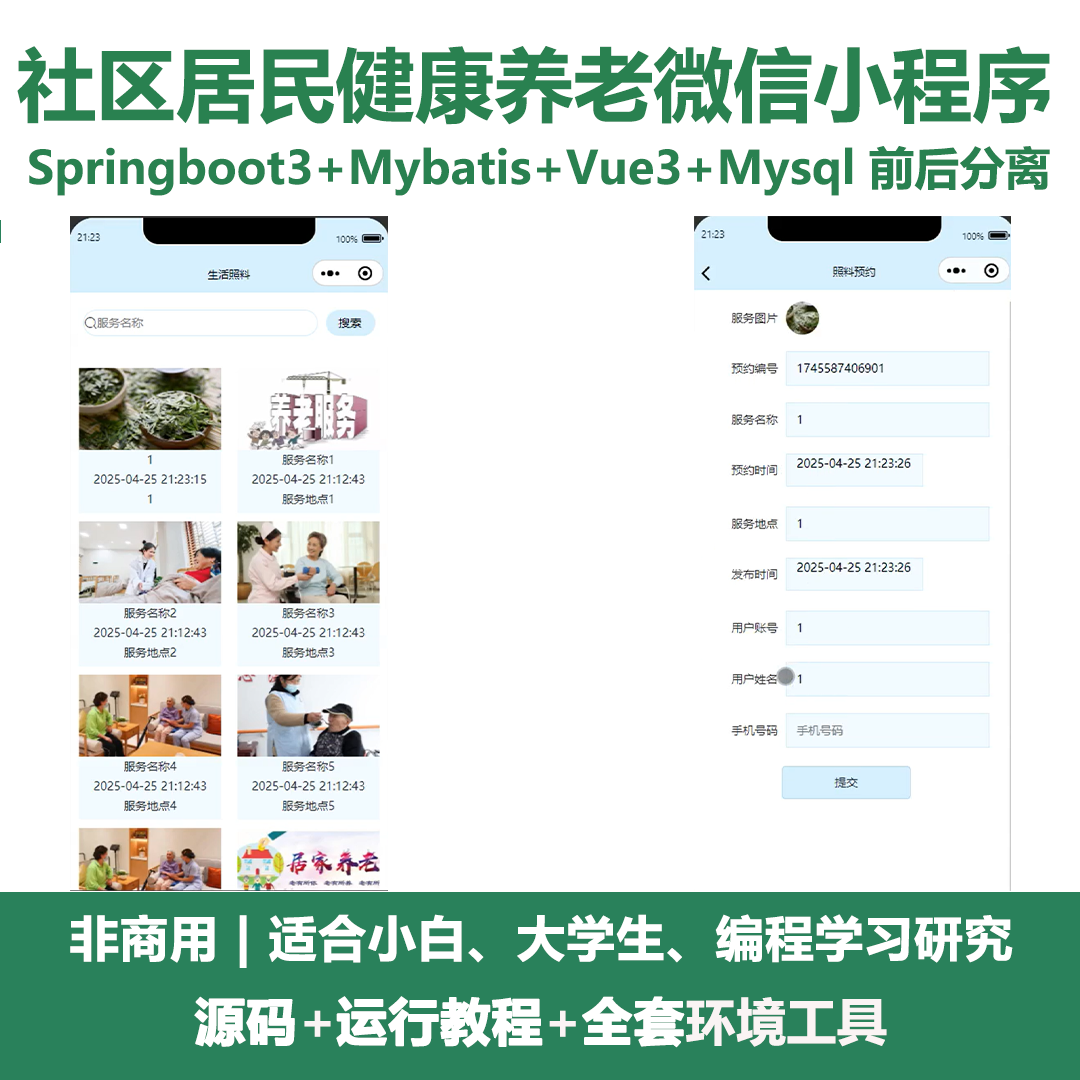 社区居民健康养老微信小程序
Springboot3+Mybatis+Vue3+Mysql 前后分离
21:23
100%
生活照料
服务名称
搜索
1
2025-04-25 21:23:15
1
养老服务
服务名称1
2025-04-25 21:12:43
服务地点1
服务名称2
2025-04-25 21:12:43
服务地点2
服务名称3
2025-04-25 21:12:43
服务地点3
服务名称4
2025-04-25 21:12:43
服务地点4
服务名称5
2025-04-25 21:12:43
服务地点5
居家养老
老有所依 老有所养 老有所
21:23
100%
照料预约
服务图片
预约编号 1745587406901
服务名称 1
预约时间 2025-04-25 21:23:26
服务地点 1
发布时间 2025-04-25 21:23:26
用户账号 1
用户姓名 1
手机号码 手机号码
提交
非商用 | 适合小白、大学生、编程学习研究
源码+运行教程+全套环境工具